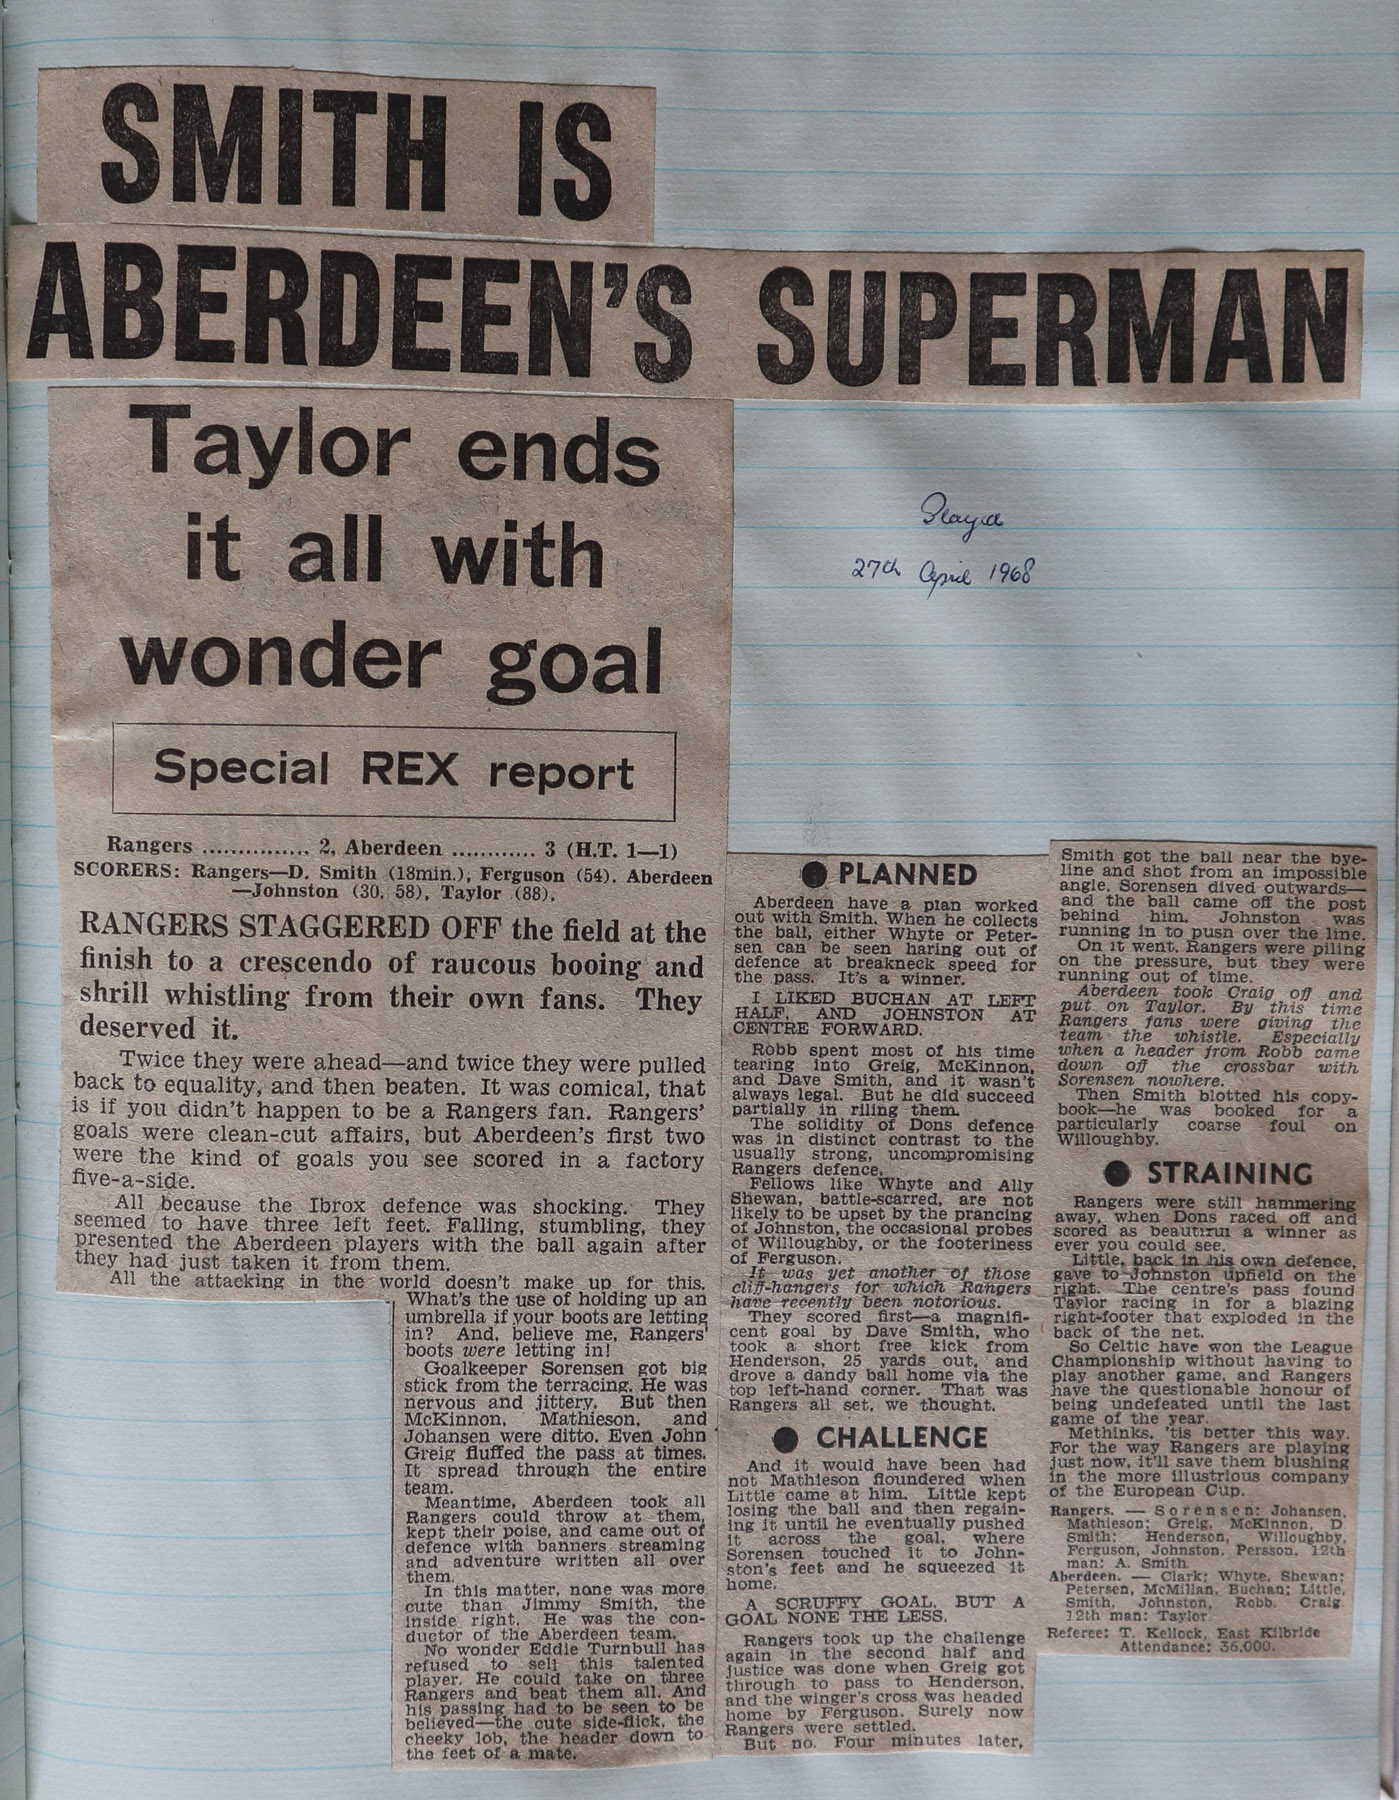 SMITH IS
ABERDEEN'S SUPERMAN
Taylor ends
it all with
wonder goal
Special REX report
Played
27th April 1968
Rangers ............... 2, Aberdeen ............ 3 (H.T. 1—1)
SCORERS: Rangers—D. Smith (18min.), Ferguson (54). Aberdeen
—Johnston (30, 58), Taylor (88).
RANGERS STAGGERED OFF the field at the
finish to a crescendo of raucous booing and
shrill whistling from their own fans. They
deserved it.
Twice they were ahead—and twice they were pulled
back to equality, and then beaten. It was comical, that
is if you didn't happen to be a Rangers fan. Rangers'
goals were clean-cut affairs, but Aberdeen's first two
were the kind of goals you see scored in a factory
five-a-side.
All because the Ibrox defence was shocking. They
seemed to have three left feet. Falling, stumbling, they
presented the Aberdeen players with the ball again after
they had just taken it from them.
All the attacking in the world doesn't make up for this.
What's the use of holding up an
umbrella if your boots are letting
in? And, believe me, Rangers'
boots were letting in!
Goalkeeper Sorensen got big
stick from the terracing. He was
nervous and jittery. But then
McKinnon, Mathieson, and
Johansen were ditto. Even John
Greig fluffed the pass at times.
It spread through the entire
team.
Meantime, Aberdeen took all
Rangers could throw at them,
kept their poise, and came out of
defence with banners streaming
and adventure written all over
them.
In this matter, none was more
cute than Jimmy Smith, the
inside right. He was the con-
ductor of the Aberdeen team.
No wonder Eddie Turnbull has
refused to sell this talented
player. He could take on three
Rangers and beat them all. And
his passing had to be seen to be
believed—the cute side-flick, the
cheeky lob, the header down to
the feet of a mate.
● PLANNED
Aberdeen have a plan worked
out with Smith. When he collects
the ball, either Whyte or Peter-
sen can be seen haring out of
defence at breakneck speed for
the pass. It's a winner.
I LIKED BUCHAN AT LEFT
HALF, AND JOHNSTON AT
CENTRE FORWARD.
Robb spent most of his time
tearing into Greig, McKinnon,
and Dave Smith, and it wasn't
always legal. But he did succeed
partially in riling them.
The solidity of Dons defence
was in distinct contrast to the
usually strong, uncompromising
Rangers defence.
Fellows like Whyte and Ally
Shewan, battle-scarred, are not
likely to be upset by the prancing
of Johnston, the occasional probes
of Willoughby, or the footeriness
of Ferguson.
It was yet another of those
cliff-hangers for which Rangers
have recently been notorious.
They scored first—a magnifi-
cent goal by Dave Smith, who
took a short free kick from
Henderson, 25 yards out, and
drove a dandy ball home via the
top left-hand corner. That was
Rangers all set, we thought.
● CHALLENGE
And it would have been had
not Mathieson floundered when
Little came at him. Little kept
losing the ball and then regain-
ing it until he eventually pushed
it across the goal, where
Sorensen touched it to John-
ston's feet and he squeezed it
home.
A SCRUFFY GOAL, BUT A
GOAL NONE THE LESS.
Rangers took up the challenge
again in the second half and
justice was done when Greig got
through to pass to Henderson,
and the winger's cross was headed
home by Ferguson. Surely now
Rangers were settled.
But no. Four minutes later,
Smith got the ball near the bye-
line and shot from an impossible
angle. Sorensen dived outwards—
and the ball came off the post
behind him. Johnston was
running in to push over the line.
On it went. Rangers were piling
on the pressure, but they were
running out of time.
Aberdeen took Craig off and
put on Taylor. By this time
Rangers fans were giving the
team the whistle. Especially
when a header from Robb came
down off the crossbar with
Sorensen nowhere.
Then Smith blotted his copy-
book—he was booked for a
particularly coarse foul on
Willoughby.
● STRAINING
Rangers were still hammering
away, when Dons raced off and
scored as beautirui a winner as
ever you could see.
Little, back in his own defence,
gave to Johnston upfield on the
right. The centre's pass found
Taylor racing in for a blazing
right-footer that exploded in the
back of the net.
So Celtic have won the League
Championship without having to
play another game, and Rangers
have the questionable honour of
being undefeated until the last
game of the year.
Methinks, 'tis better this way.
For the way Rangers are playing
just now, it'll save them blushing
in the more illustrious company
of the European Cup.
Rangers. — Sorensen; Johansen,
Mathieson; Greig, McKinnon, D.
Smith; Henderson, Willoughby,
Ferguson, Johnston, Persson. 12th
man: A. Smith
Aberdeen. — Clark; Whyte, Shewan;
Petersen, McMillan, Buchan; Little,
Smith, Johnston, Robb, Craig.
12th man: Taylor
Referee: T. Kellock, East Kilbride
Attendance: 36,000.